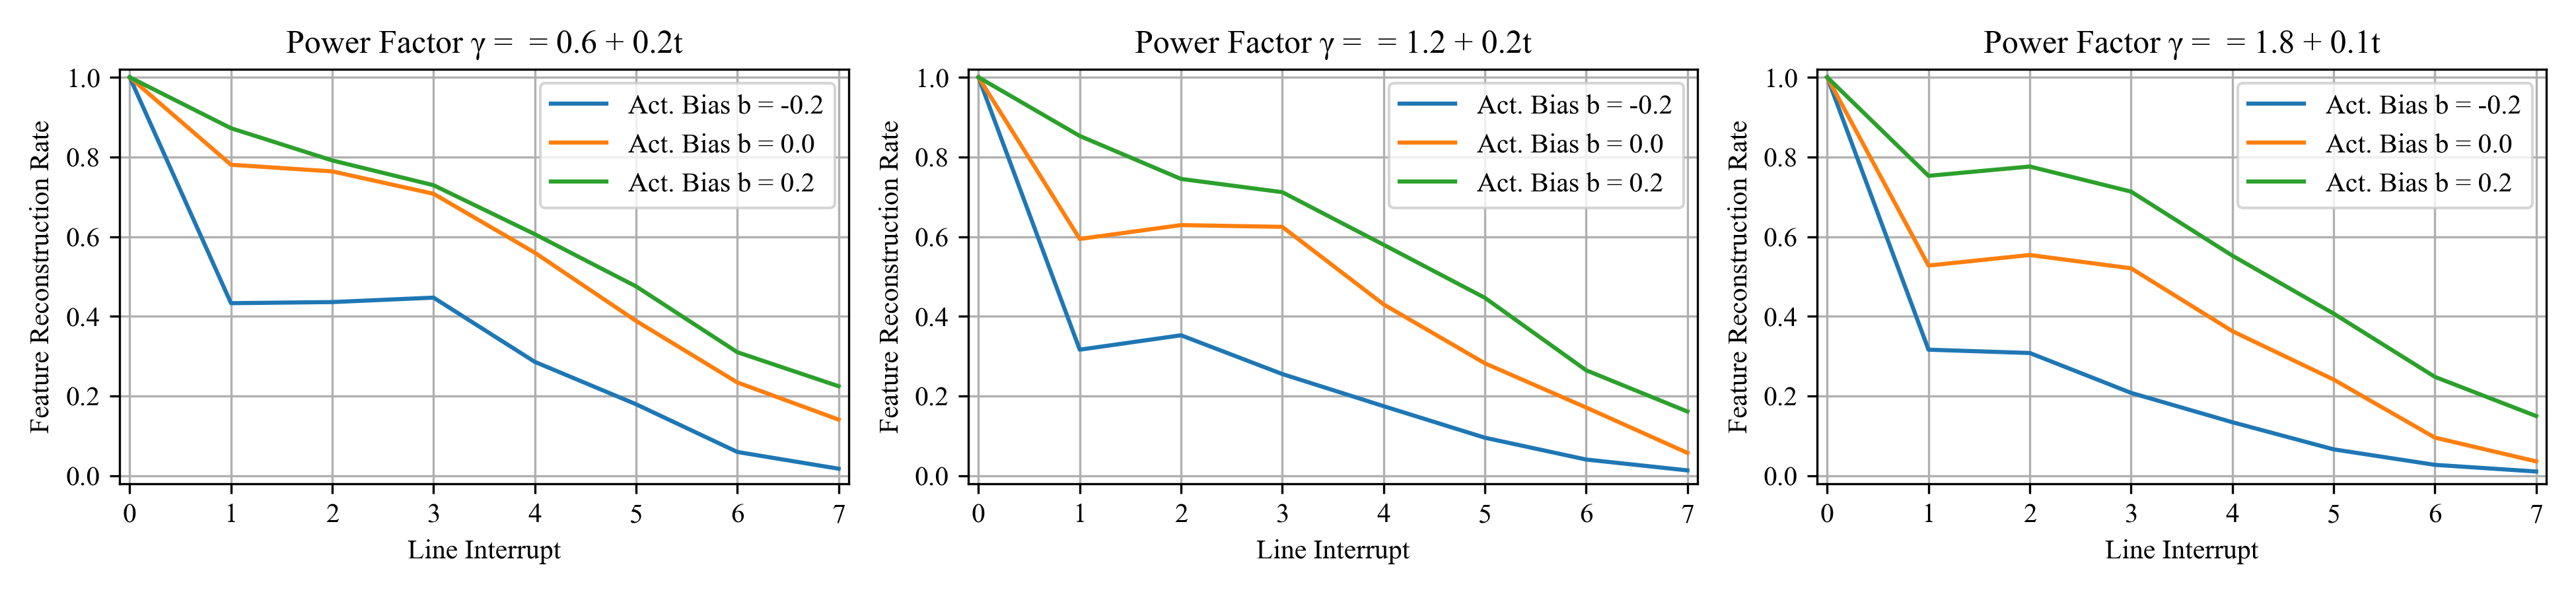 Power Factor γ =  = 0.6 + 0.2t
Feature Reconstruction Rate
1.0
0.8
0.6
0.4
0.2
0.0
Act. Bias b = -0.2
Act. Bias b = 0.0
Act. Bias b = 0.2
0 1 2 3 4 5 6 7
Line Interrupt
Power Factor γ =  = 1.2 + 0.2t
Feature Reconstruction Rate
1.0
0.8
0.6
0.4
0.2
0.0
Act. Bias b = -0.2
Act. Bias b = 0.0
Act. Bias b = 0.2
0 1 2 3 4 5 6 7
Line Interrupt
Power Factor γ =  = 1.8 + 0.1t
Feature Reconstruction Rate
1.0
0.8
0.6
0.4
0.2
0.0
Act. Bias b = -0.2
Act. Bias b = 0.0
Act. Bias b = 0.2
0 1 2 3 4 5 6 7
Line Interrupt